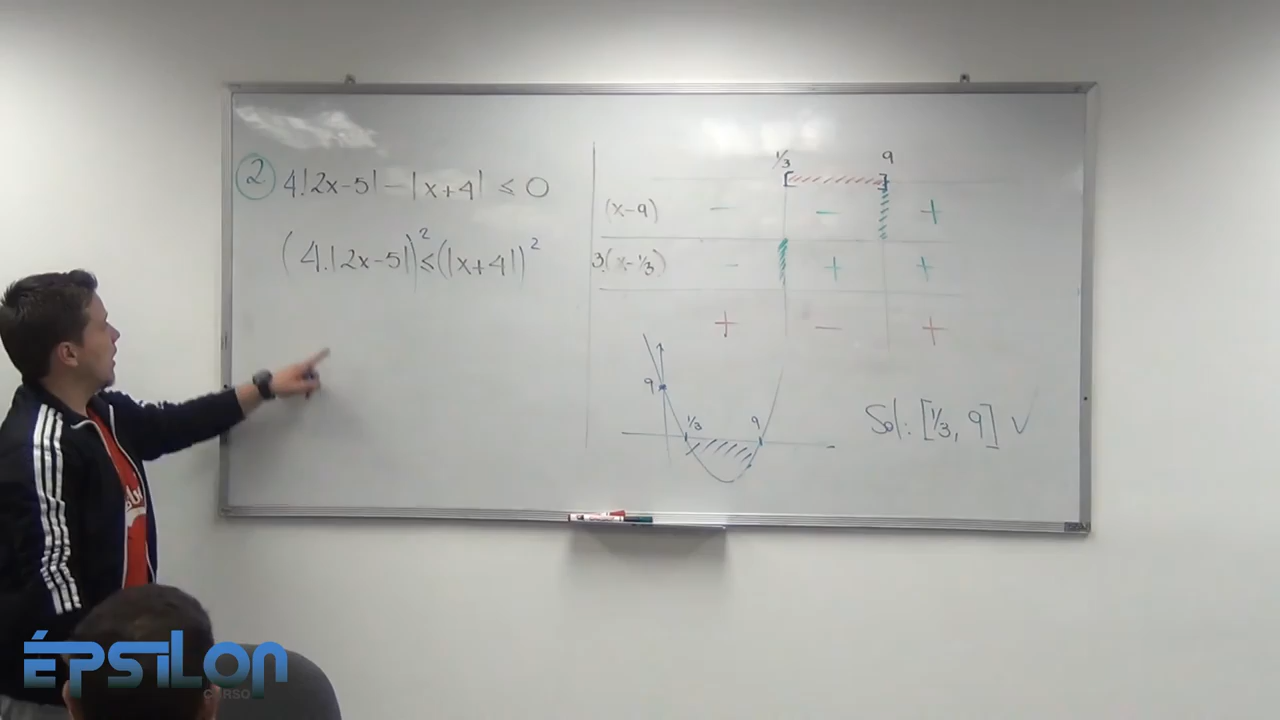 2 4|2x-5| - |x+4| ≤ 0
(4.|2x-5|)² ≤ (|x+4|)²
1/3 9
(x-9) - - +
3.(x-1/3) - + +
+ - +
9 1/3 9
Sol: [1/3, 9] √
ÉPSILON
CURSO